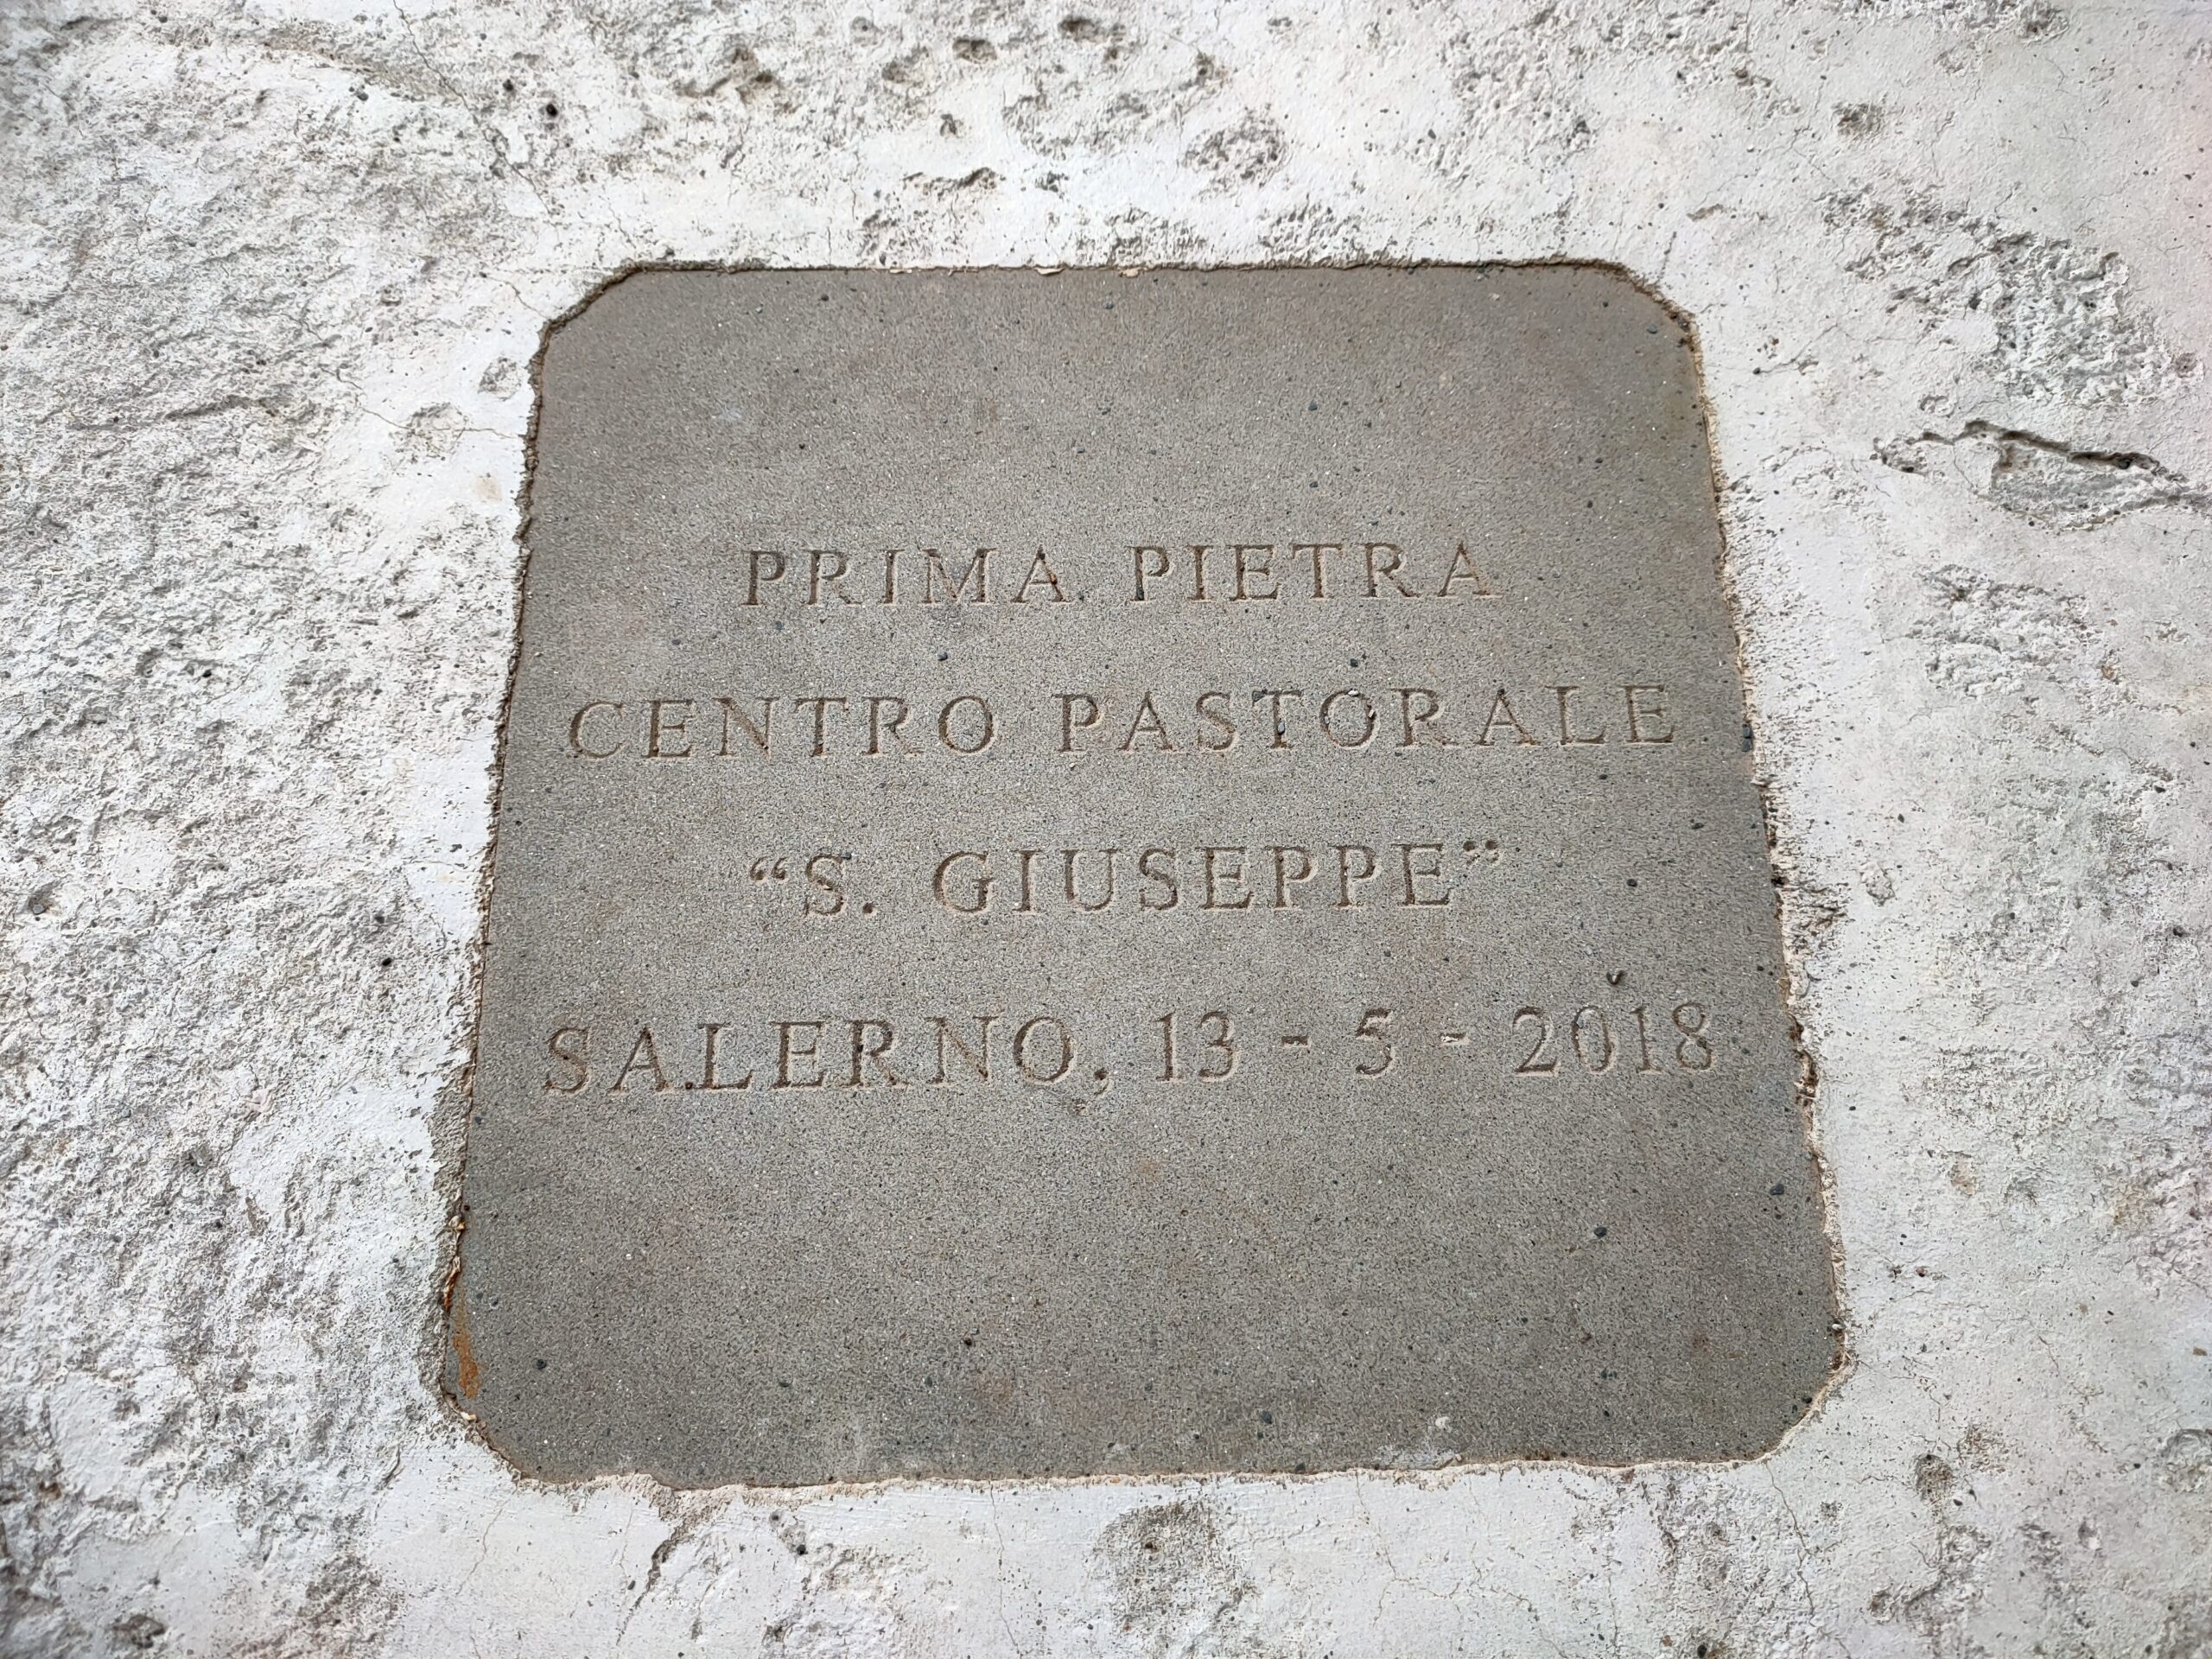 PRIMA PIETRA
CENTRO PASTORALE
“S. GIUSEPPE”
SALERNO, 13 - 5 - 2018